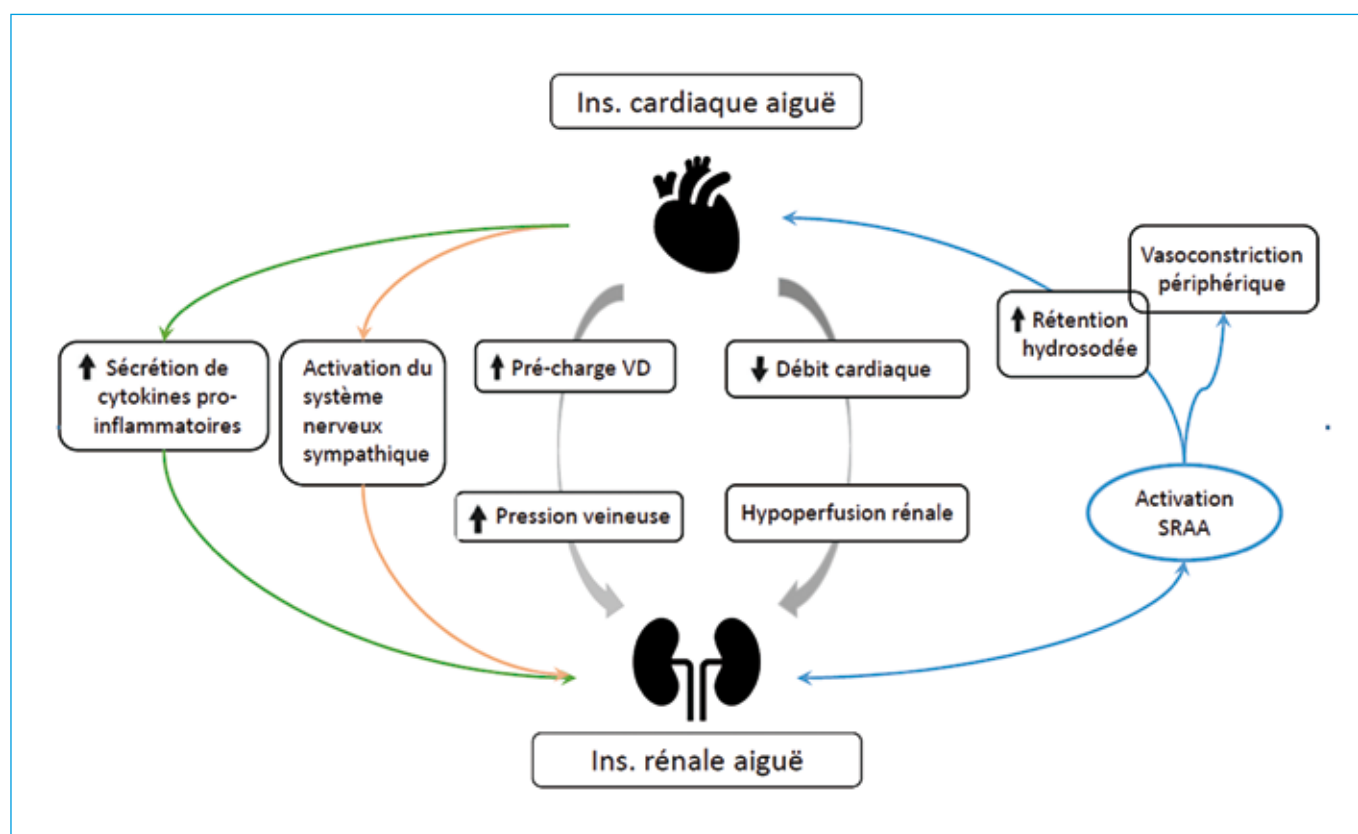 Ins. cardiaque aiguë
Vasoconstriction
périphérique
Rétention
hydrosodée
Sécrétion de
cytokines pro-
inflammatoires
Activation du
système
nerveux
sympathique
Pré-charge VD
Débit cardiaque
Pression veineuse
Hypoperfusion rénale
Activation
SRAA
Ins. rénale aiguë